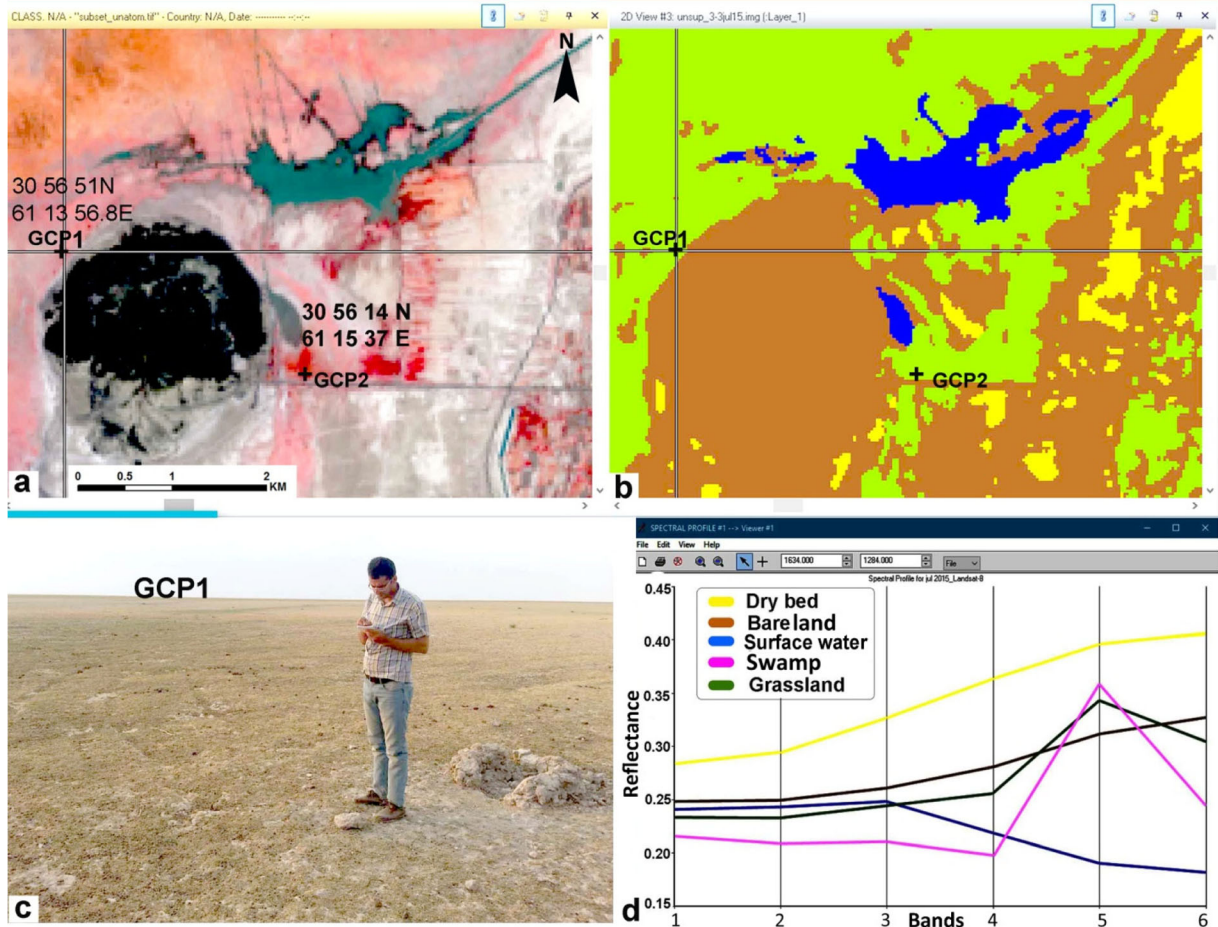 CLASS. N/A - "subset_unatom.tif" - Country: N/A, Date: ----------- --:--:--
N
30 56 51N
61 13 56.8E
GCP1
30 56 14 N
61 15 37 E
GCP2
0 0.5 1 2
KM
a
2D View #3: unsup_3-3jul15.img (:Layer_1)
GCP1
GCP2
b
GCP1
c
SPECTRAL PROFILE #1 --> Viewer #1
File Edit View Help
1634.000 1284.000 File
Spectral Profile for jul 2015_Landsat-8
0.45
0.40
0.35
0.30
0.25
0.20
0.15
Reflectance
Dry bed
Bare land
Surface water
Swamp
Grassland
1 2 3 4 5 6
Bands
d